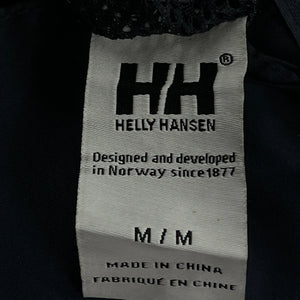 HH®
HELLY HANSEN
Designed and developed
in Norway since1877
M / M
MADE IN CHINA
FABRIQUÉ EN CHINE